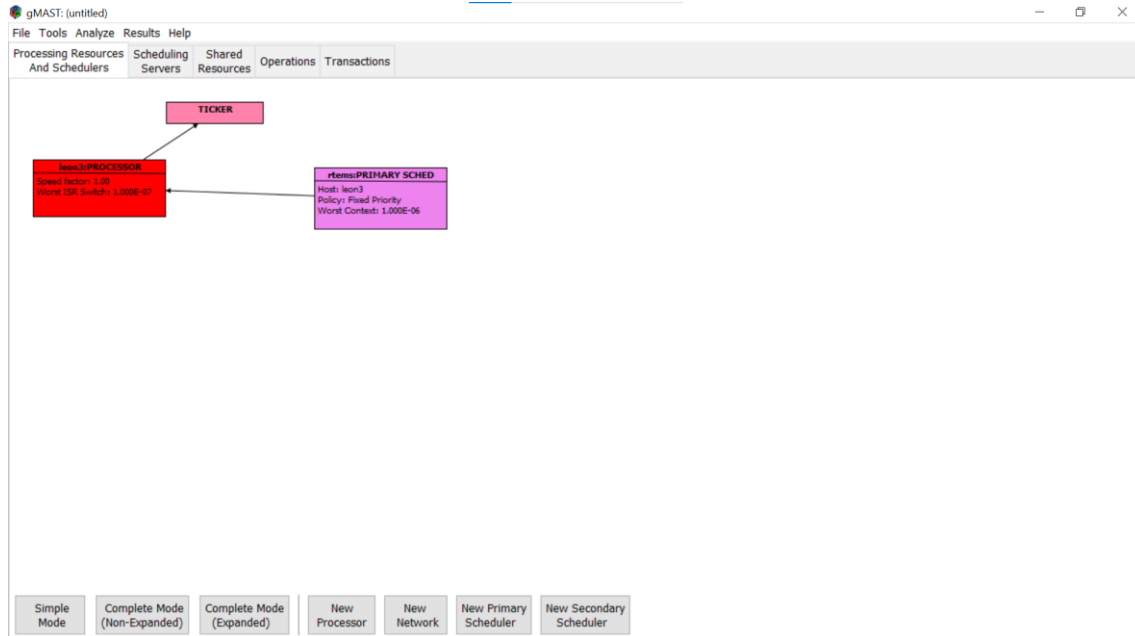 gMAST: (untitled)
File Tools Analyze Results Help
Processing Resources
And Schedulers
Scheduling
Servers
Shared
Resources
Operations
Transactions
TICKER
leon3:PROCESSOR
Speed factor: 1.00
Worst ISR Switch: 1.000E-07
rtems:PRIMARY SCHED
Host: leon3
Policy: Fixed Priority
Worst Context: 1.000E-06
Simple
Mode
Complete Mode
(Non-Expanded)
Complete Mode
(Expanded)
New
Processor
New
Network
New Primary
Scheduler
New Secondary
Scheduler